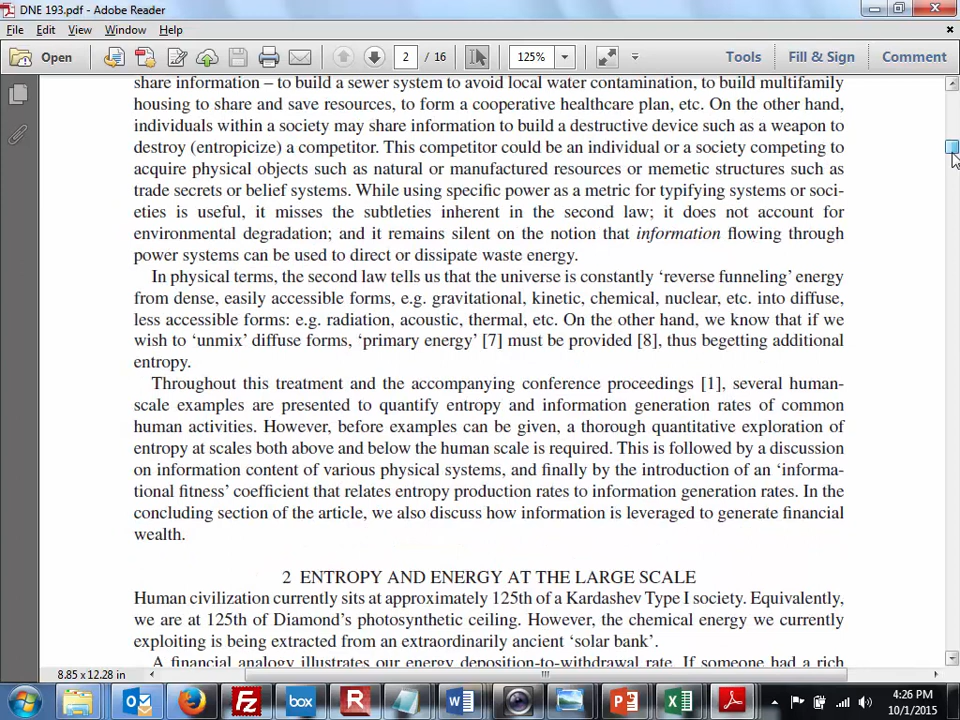 DNE 193.pdf - Adobe Reader
File Edit View Window Help
Open 2 / 16 125% Tools Fill & Sign Comment
share information – to build a sewer system to avoid local water contamination, to build multifamily
housing to share and save resources, to form a cooperative healthcare plan, etc. On the other hand,
individuals within a society may share information to build a destructive device such as a weapon to
destroy (entropicize) a competitor. This competitor could be an individual or a society competing to
acquire physical objects such as natural or manufactured resources or memetic structures such as
trade secrets or belief systems. While using specific power as a metric for typifying systems or soci-
eties is useful, it misses the subtleties inherent in the second law; it does not account for
environmental degradation; and it remains silent on the notion that information flowing through
power systems can be used to direct or dissipate waste energy.
In physical terms, the second law tells us that the universe is constantly ‘reverse funneling’ energy
from dense, easily accessible forms, e.g. gravitational, kinetic, chemical, nuclear, etc. into diffuse,
less accessible forms: e.g. radiation, acoustic, thermal, etc. On the other hand, we know that if we
wish to ‘unmix’ diffuse forms, ‘primary energy’ [7] must be provided [8], thus begetting additional
entropy.
Throughout this treatment and the accompanying conference proceedings [1], several human-
scale examples are presented to quantify entropy and information generation rates of common
human activities. However, before examples can be given, a thorough quantitative exploration of
entropy at scales both above and below the human scale is required. This is followed by a discussion
on information content of various physical systems, and finally by the introduction of an ‘informa-
tional fitness’ coefficient that relates entropy production rates to information generation rates. In the
concluding section of the article, we also discuss how information is leveraged to generate financial
wealth.
2 ENTROPY AND ENERGY AT THE LARGE SCALE
Human civilization currently sits at approximately 125th of a Kardashev Type I society. Equivalently,
we are at 125th of Diamond’s photosynthetic ceiling. However, the chemical energy we currently
exploiting is being extracted from an extraordinarily ancient ‘solar bank’.
A financial analogy illustrates our energy deposition-to-withdrawal rate. If someone had a rich
8.85 x 12.28 in
box
4:26 PM
10/1/2015